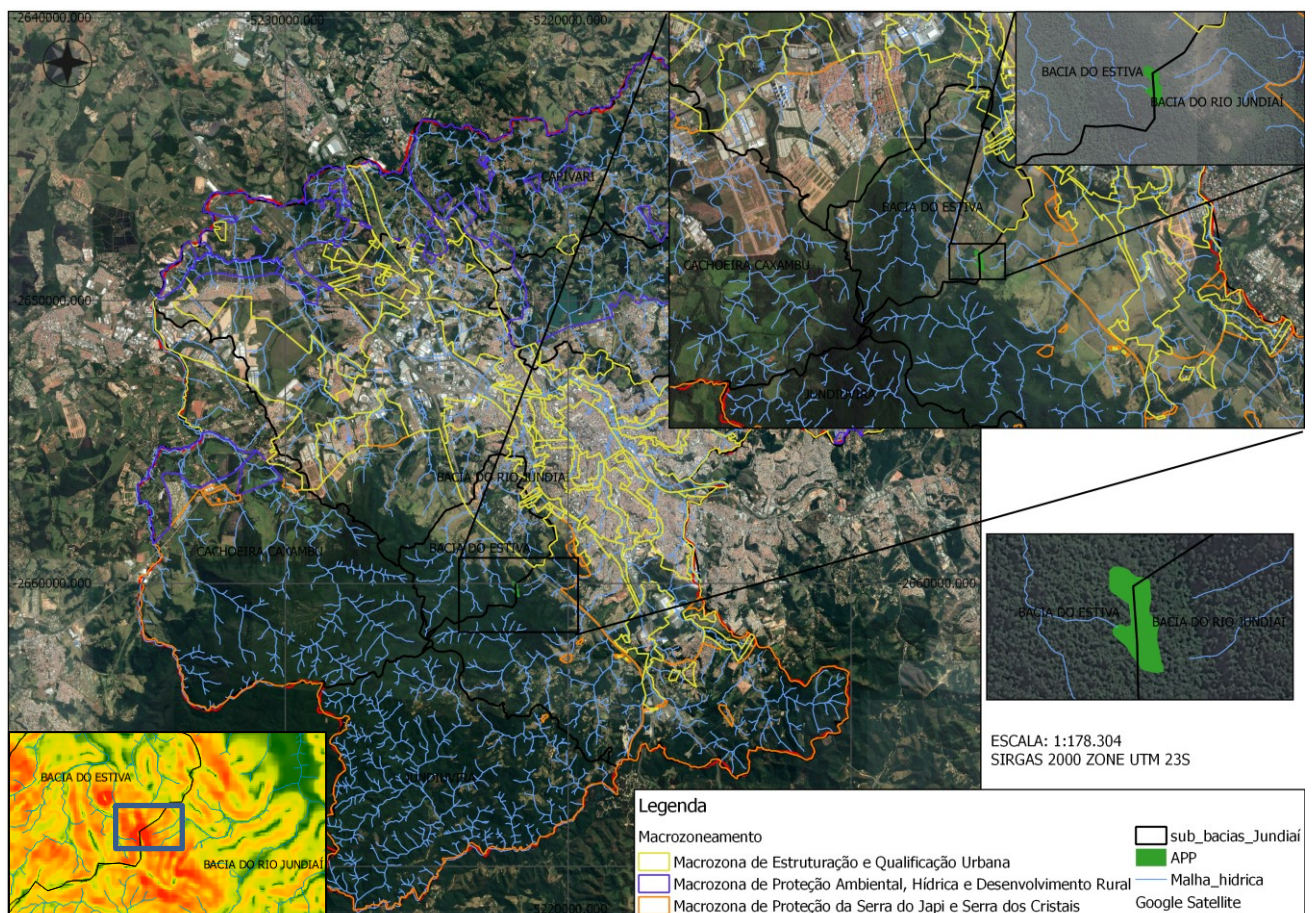 -2640000.000
-5230000.000
-5220000.000
BACIA DO ESTIVA
BACIA DO RIO JUNDIAÍ
CAPIVARI
BACIA DO ESTIVA
CACHOEIRA CAXAMBU
-2650000.000
JUNDIUVIRA
BACIA DO RIO JUNDIAÍ
CACHOEIRA CAXAMBU
BACIA DO ESTIVA
-2660000.000
-2660000.000
BACIA DO ESTIVA
BACIA DO RIO JUNDIAÍ
ESCALA: 1:178.304
SIRGAS 2000 ZONE UTM 23S
JUNDIUVIRA
BACIA DO ESTIVA
BACIA DO RIO JUNDIAÍ
-5220000.000
Legenda
Macrozoneamento
Macrozona de Estruturação e Qualificação Urbana
Macrozona de Proteção Ambiental, Hídrica e Desenvolvimento Rural
Macrozona de Proteção da Serra do Japi e Serra dos Cristais
sub_bacias_Jundiaí
APP
Malha_hidrica
Google Satellite